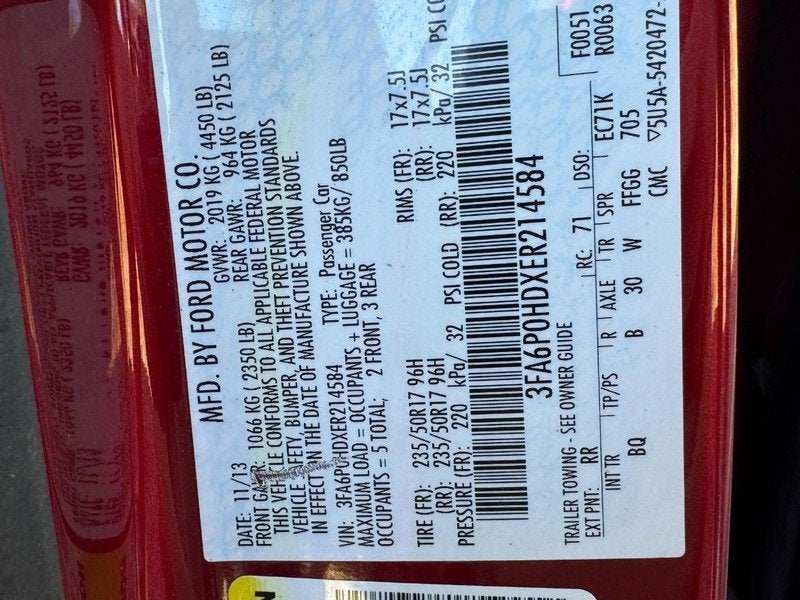 MFD. BY FORD MOTOR CO.
DATE: 11/13 GVWR: 2019 KG ( 4450 LB)
FRONT GAWR: 1066 KG ( 2350 LB) REAR GAWR: 964 KG ( 2125 LB)
THIS VEHICLE CONFORMS TO ALL APPLICABLE FEDERAL MOTOR
VEHICLE SAFETY, BUMPER, AND THEFT PREVENTION STANDARDS
IN EFFECT ON THE DATE OF MANUFACTURE SHOWN ABOVE.
VIN: 3FA6P0HDXER214584 TYPE: Passenger Car
MAXIMUM LOAD = OCCUPANTS + LUGGAGE = 385KG/ 850LB
OCCUPANTS = 5 TOTAL; 2 FRONT, 3 REAR
TIRE (FR): 235/50R17 96H RIMS (FR): 17x7.5J
(RR): 235/50R17 96H (RR): 17x7.5J
PRESSURE (FR): 220 kPa/ 32 PSI COLD (RR): 220 kPa/ 32 PSI
3FA6P0HDXER214584
TRAILER TOWING - SEE OWNER GUIDE F0051
EXT PNT: RR RC: 71 DSO: R0063
INT TR TP/PS R AXLE TR SPR EC71K
BQ B 30 W FFGG 705
CMC ▽5U5A-5420472-
N